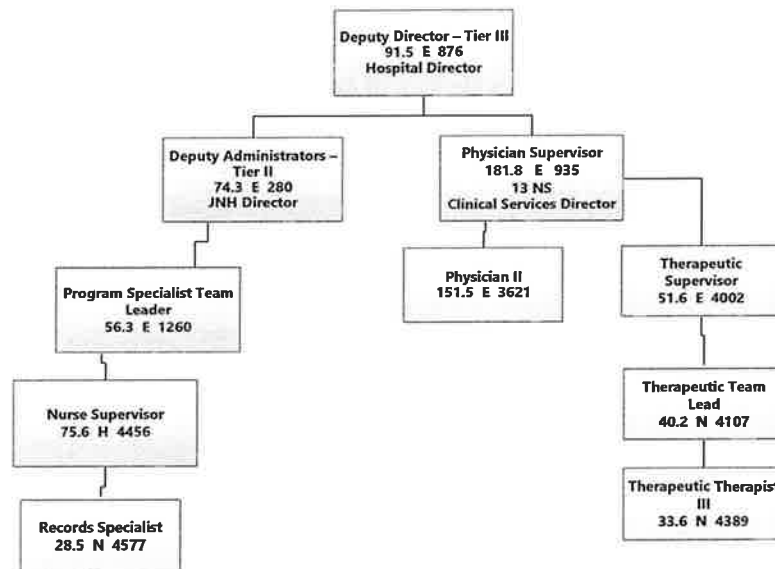 Deputy Director – Tier III
91.5 E 876
Hospital Director
Deputy Administrators –
Tier II
74.3 E 280
JNH Director
Physician Supervisor
181.8 E 935
13 NS
Clinical Services Director
Program Specialist Team
Leader
56.3 E 1260
Physician II
151.5 E 3621
Therapeutic
Supervisor
51.6 E 4002
Nurse Supervisor
75.6 H 4456
Therapeutic Team
Lead
40.2 N 4107
Records Specialist
28.5 N 4577
Therapeutic Therapist
III
33.6 N 4389